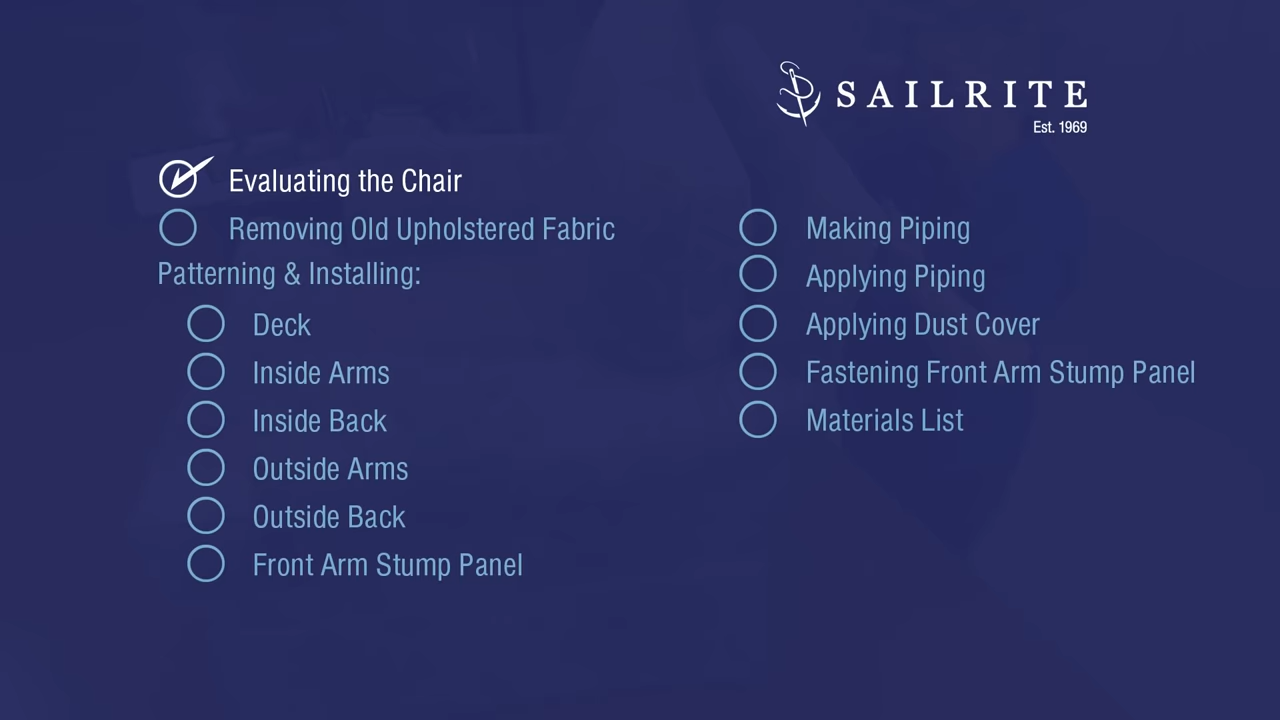 SAILRITE
Est. 1969
Evaluating the Chair
Removing Old Upholstered Fabric
Patterning & Installing:
Deck
Inside Arms
Inside Back
Outside Arms
Outside Back
Front Arm Stump Panel
Making Piping
Applying Piping
Applying Dust Cover
Fastening Front Arm Stump Panel
Materials List